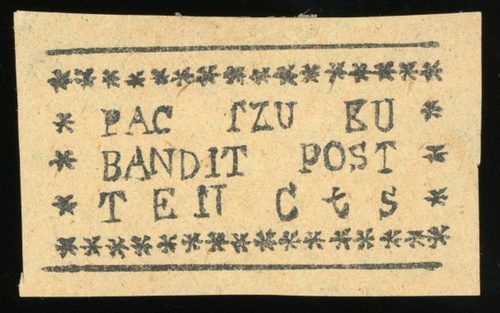 PAC TZU KU
BANDIT POST
TEN Cts